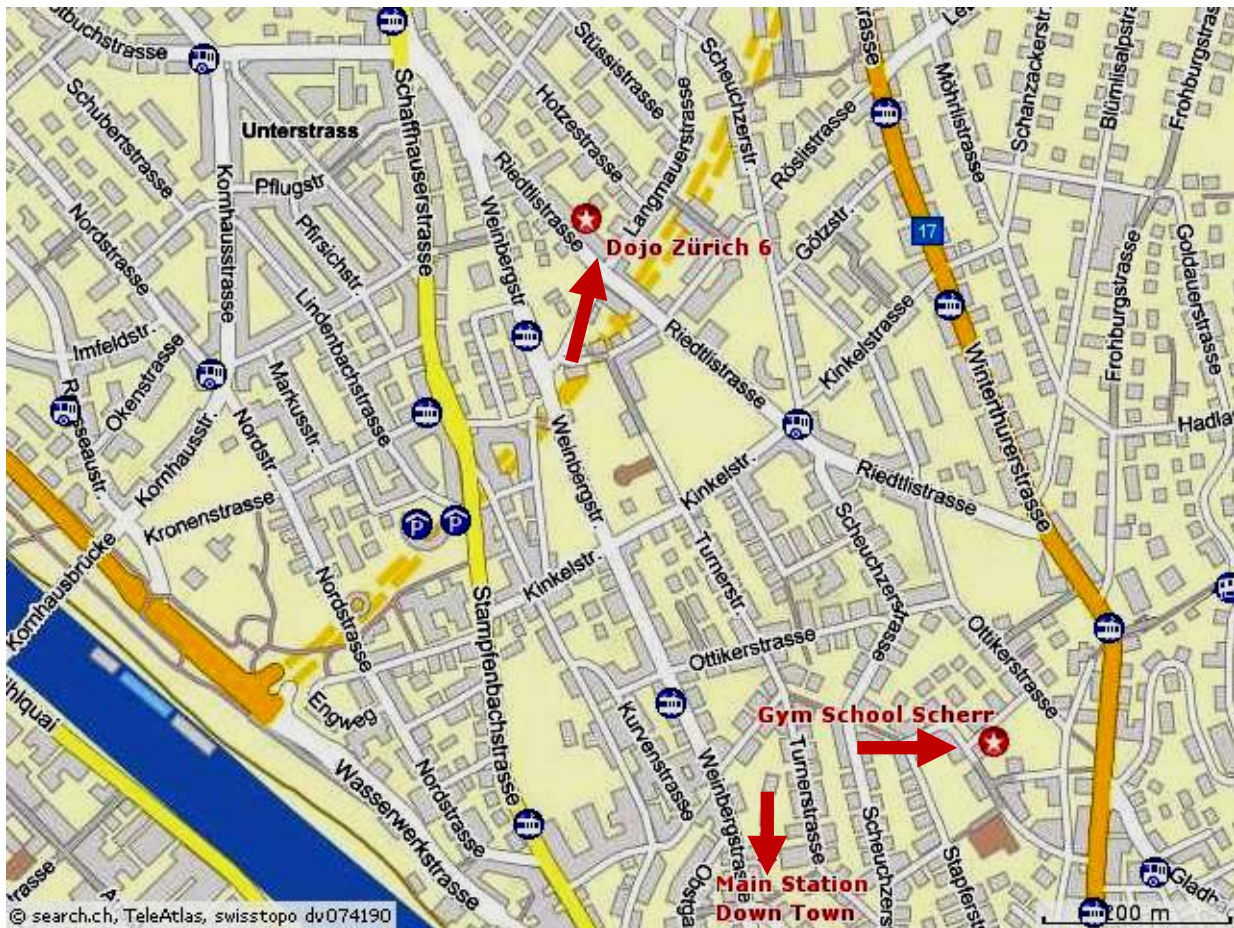 Schubertstrasse
Unterstrass
Schaffhauserstrasse
Stüssistrasse
Hotzestrasse
Langmauerstrasse
Scheuchzerstr.
Röslistrasse
Möhrlistrasse
Schanzackerstr.
Blümlisalpstr.
Frohburgstrasse
Pflugstr.
Pfirsichstr.
Kornhausstrasse
Nordstrasse
Riedtlistrasse
Weinbergstr.
Dojo Zürich 6
Götzstr.
17
Goldauerstrasse
Frohburgstrasse
Imfeldstr.
Okenstrasse
Lindenbachstrasse
Markusstr.
Riedtlistrasse
Kinkelstrasse
Winterthurerstrasse
Rousseaustr.
Kornhausstr.
Nordstr.
Weinbergstr.
Kronenstrasse
P
P
Kinkelstr.
Riedtlistrasse
Turnerstr.
Scheuchzerstrasse
Kornhausbrücke
Nordstrasse
Kinkelstr.
Stampfenbachstrasse
Ottikerstrasse
Ottikerstrasse
Engweg
Gym School Scherr
Kurvenstrasse
Turnerstrasse
Wasserwerkstrasse
Nordstrasse
Weinbergstrasse
Stapferstr.
Main Station
Down Town
200 m
© search.ch, TeleAtlas, swisstopo dv074190